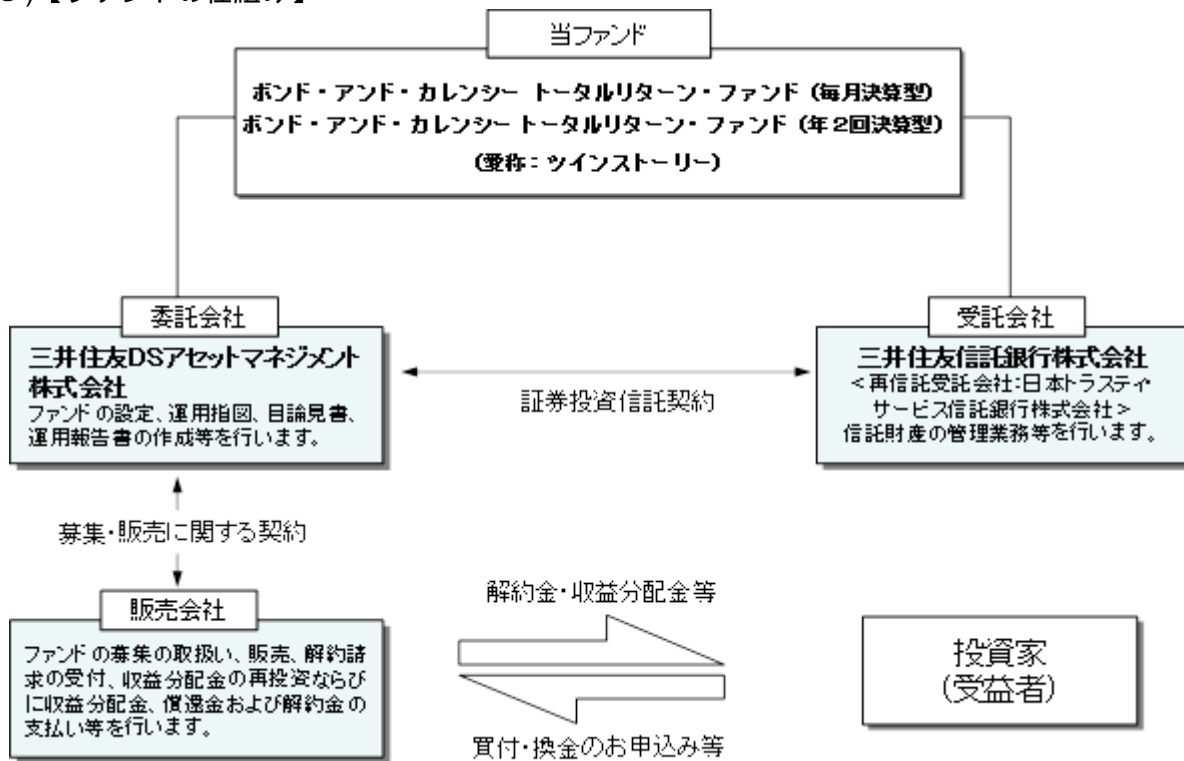 【ファンドの仕組み】
当ファンド
ボンド・アンド・カレンシー トータルリターン・ファンド (毎月決算型)
ボンド・アンド・カレンシー トータルリターン・ファンド (年2回決算型)
(愛称：ツインストーリー)
委託会社
三井住友DSアセットマネジメント
株式会社
ファンドの設定、運用指図、目論見書、
運用報告書の作成等を行います。
証券投資信託契約
受託会社
三井住友信託銀行株式会社
＜再信託受託会社:日本トラスティ
サービス信託銀行株式会社＞
信託財産の管理業務等を行います。
募集･販売に関する契約
販売会社
ファンドの募集の取扱い、販売、解約請
求の受付、収益分配金の再投資ならび
に収益分配金、償還金および解約金の
支払い等を行います。
解約金･収益分配金等
買付･換金のお申込み等
投資家
(受益者)